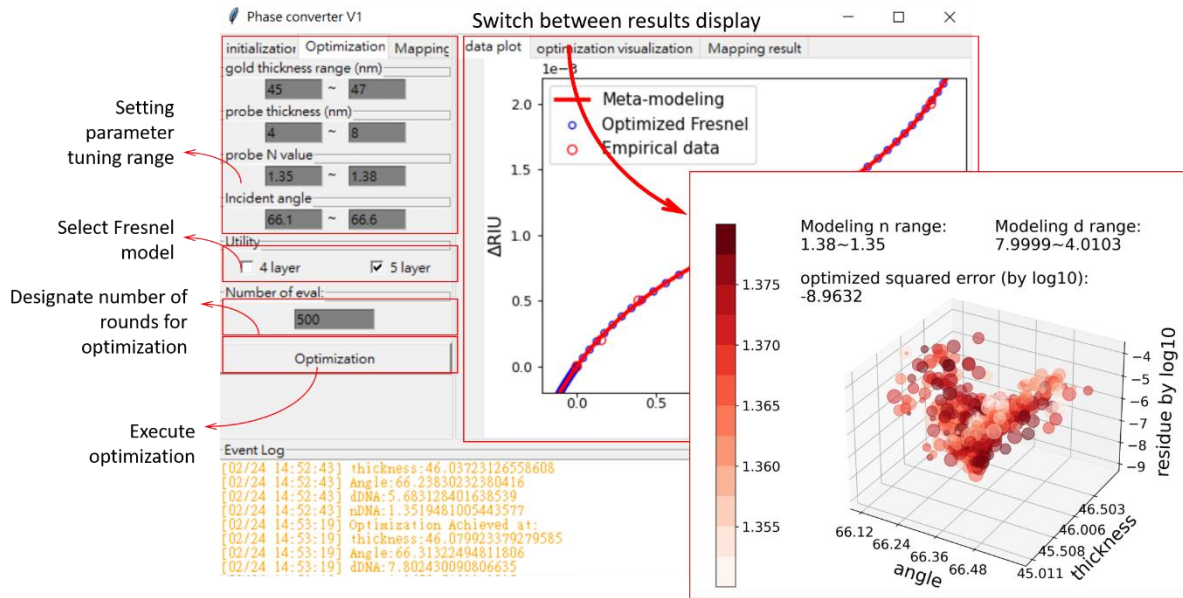 Phase converter V1
Switch between results display
initialization Optimization Mapping
gold thickness range (nm)
45 ~ 47
probe thickness (nm)
4 ~ 8
probe N value
1.35 ~ 1.38
Incident angle
66.1 ~ 66.6
Utility
4 layer 5 layer
Number of eval:
500
Optimization
Setting
parameter
tuning range
Select Fresnel
model
Designate number of
rounds for
optimization
Execute
optimization
data plot optimization visualization Mapping result
1e−3
2.0
1.5
1.0
0.5
0.0
ΔRIU
0.0 0.5
Meta-modeling
Optimized Fresnel
Empirical data
Modeling n range:
1.38~1.35
Modeling d range:
7.9999~4.0103
optimized squared error (by log10):
-8.9632
1.375
1.370
1.365
1.360
1.355
−4
−5
−6
−7
−8
−9
residue by log10
66.12
66.24
66.36
66.48
angle
46.503
46.006
45.508
45.011
thickness
Event Log
[02/24 14:52:43] thickness:46.03723126558608
[02/24 14:52:43] Angle:66.23830232380416
[02/24 14:52:43] dDNA:5.683128401638539
[02/24 14:52:43] nDNA:1.3519481005443577
[02/24 14:53:19] Optimization Achieved at:
[02/24 14:53:19] thickness:46.079923379279585
[02/24 14:53:19] Angle:66.31322494811806
[02/24 14:53:19] dDNA:7.802430090806635